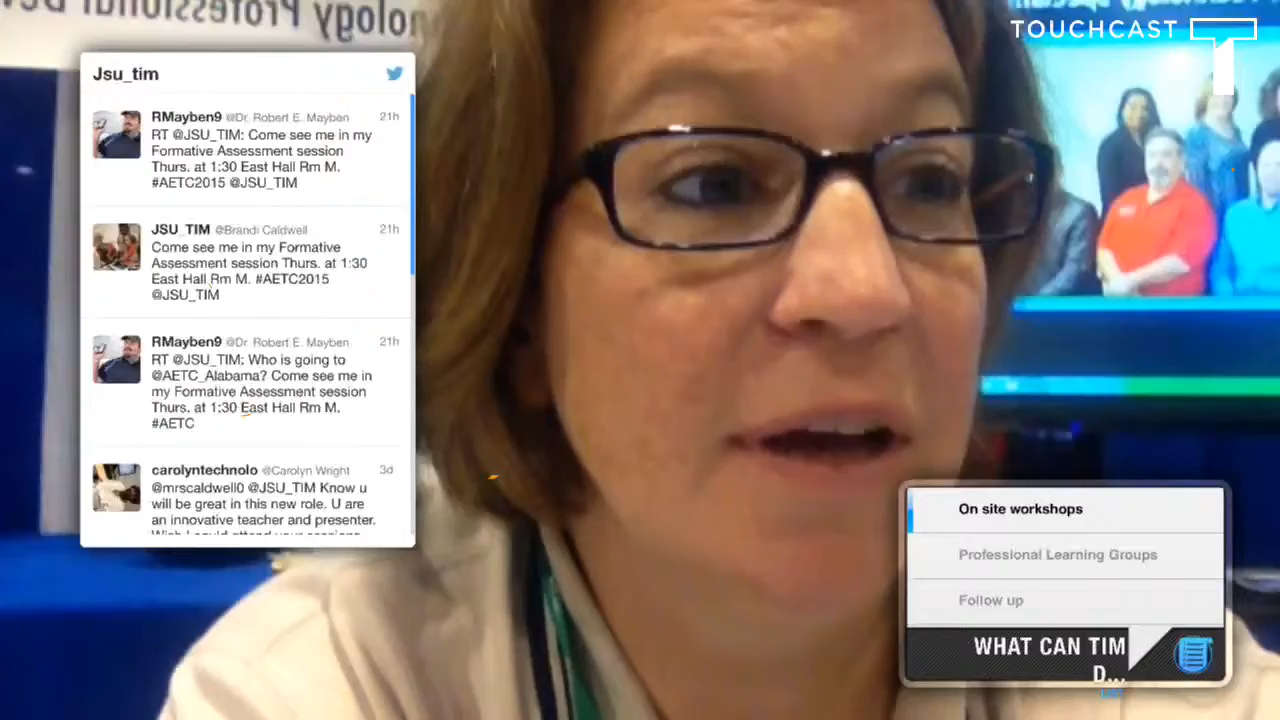 nology Professional Dev
TOUCHCAST
Jsu_tim
RMayben9 @Dr. Robert E. Mayben 21h
RT @JSU_TIM: Come see me in my
Formative Assessment session
Thurs. at 1:30 East Hall Rm M.
#AETC2015 @JSU_TIM
JSU_TIM @Brandi Caldwell 21h
Come see me in my Formative
Assessment session Thurs. at 1:30
East Hall Rm M. #AETC2015
@JSU_TIM
RMayben9 @Dr. Robert E. Mayben 21h
RT @JSU_TIM: Who is going to
@AETC_Alabama? Come see me in
my Formative Assessment session
Thurs. at 1:30 East Hall Rm M.
#AETC
carolyntechnolo @Carolyn Wright 3d
@mrscaldwell0 @JSU_TIM Know u
will be great in this new role. U are
an innovative teacher and presenter.
On site workshops
Professional Learning Groups
Follow up
WHAT CAN TIM
D...